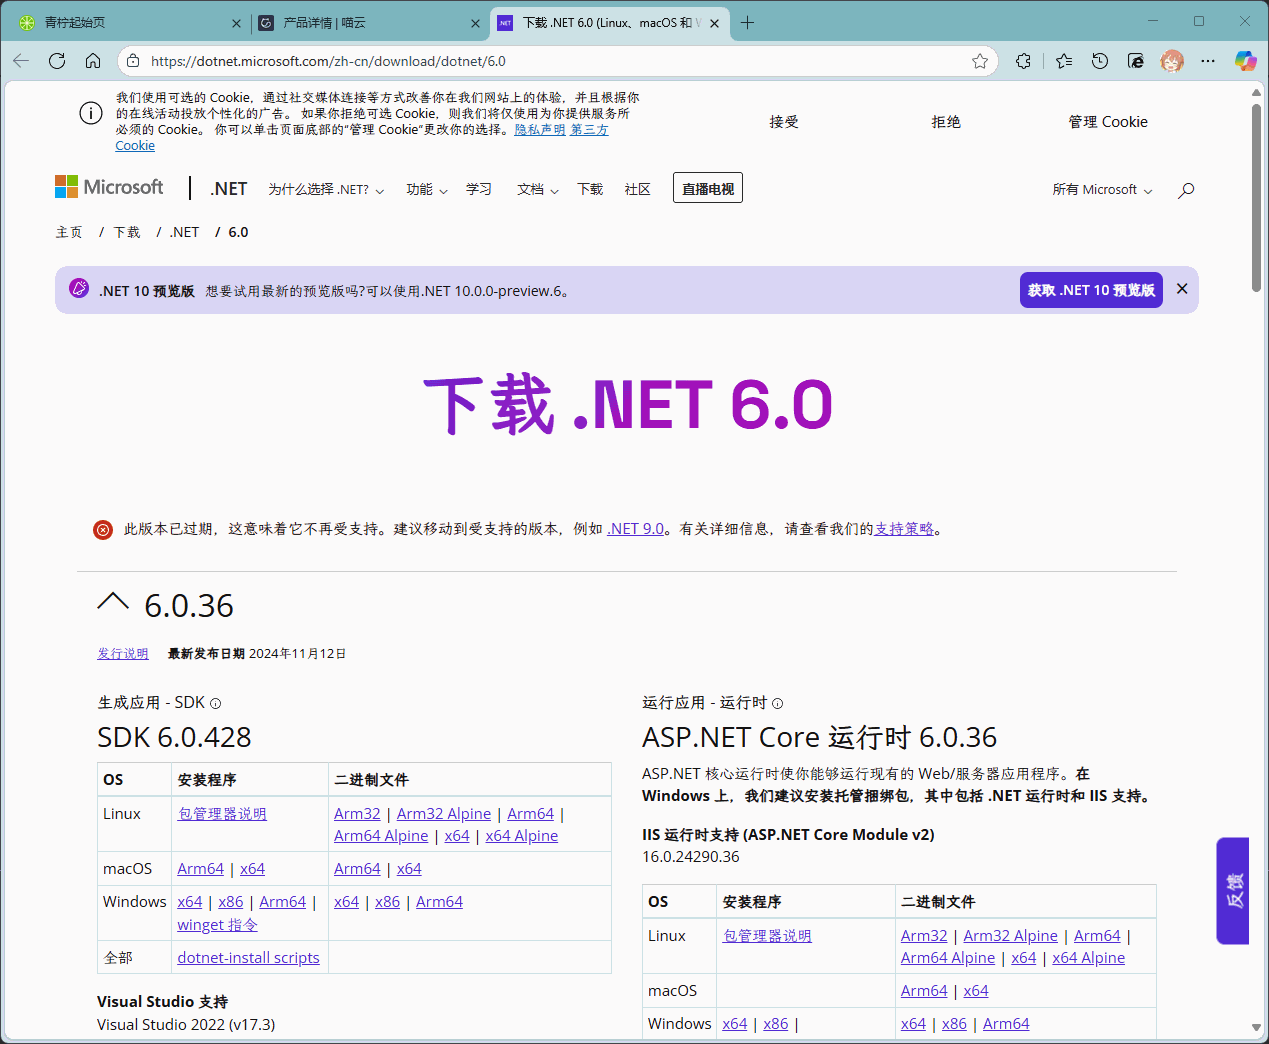 青柠起始页
产品详情 | 喵云
下载 .NET 6.0 (Linux、macOS 和 W
https://dotnet.microsoft.com/zh-cn/download/dotnet/6.0
我们使用可选的 Cookie，通过社交媒体连接等方式改善你在我们网站上的体验，并且根据你
的在线活动投放个性化的广告。 如果你拒绝可选 Cookie，则我们将仅使用为你提供服务所
必须的 Cookie。 你可以单击页面底部的“管理 Cookie”更改你的选择。隐私声明 第三方
Cookie
接受 拒绝 管理 Cookie
Microsoft .NET 为什么选择 .NET? 功能 学习 文档 下载 社区 直播电视 所有 Microsoft
主页 / 下载 / .NET / 6.0
.NET 10 预览版 想要试用最新的预览版吗?可以使用.NET 10.0.0-preview.6。 获取 .NET 10 预览版
下载 .NET 6.0
此版本已过期，这意味着它不再受支持。建议移动到受支持的版本，例如 .NET 9.0。有关详细信息，请查看我们的支持策略。
6.0.36
发行说明 最新发布日期 2024年11月12日
生成应用 - SDK
SDK 6.0.428
OS 安装程序 二进制文件
Linux 包管理器说明 Arm32 | Arm32 Alpine | Arm64 |
Arm64 Alpine | x64 | x64 Alpine
macOS Arm64 | x64 Arm64 | x64
Windows x64 | x86 | Arm64 | x64 | x86 | Arm64
winget 指令
全部 dotnet-install scripts
Visual Studio 支持
Visual Studio 2022 (v17.3)
运行应用 - 运行时
ASP.NET Core 运行时 6.0.36
ASP.NET 核心运行时使你能够运行现有的 Web/服务器应用程序。在
Windows 上，我们建议安装托管捆绑包，其中包括 .NET 运行时和 IIS 支持。
IIS 运行时支持 (ASP.NET Core Module v2)
16.0.24290.36
OS 安装程序 二进制文件
Linux 包管理器说明 Arm32 | Arm32 Alpine | Arm64 |
Arm64 Alpine | x64 | x64 Alpine
macOS Arm64 | x64
Windows x64 | x86 | x64 | x86 | Arm64
反馈